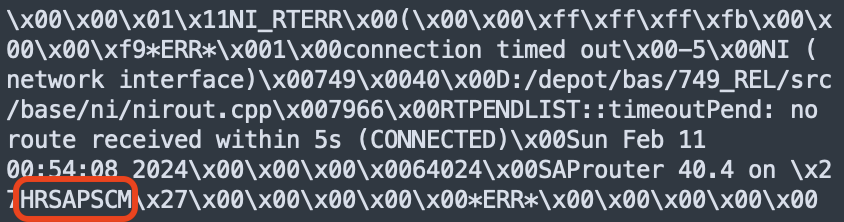 \x00\x00\x01\x11NI_RTERR\x00(\x00\x00\xff\xff\xff\xfb\x00\x
00\x00\xf9*ERR*\x001\x00connection timed out\x00-5\x00NI (
network interface)\x00749\x0040\x00D:/depot/bas/749_REL/src
/base/ni/nirout.cpp\x007966\x00RTPENDLIST::timeoutPend: no
route received within 5s (CONNECTED)\x00Sun Feb 11
00:54:08 2024\x00\x00\x00\x0064024\x00SAProuter 40.4 on \x2
7HRSAPSCM\x27\x00\x00\x00\x00\x00*ERR*\x00\x00\x00\x00\x00